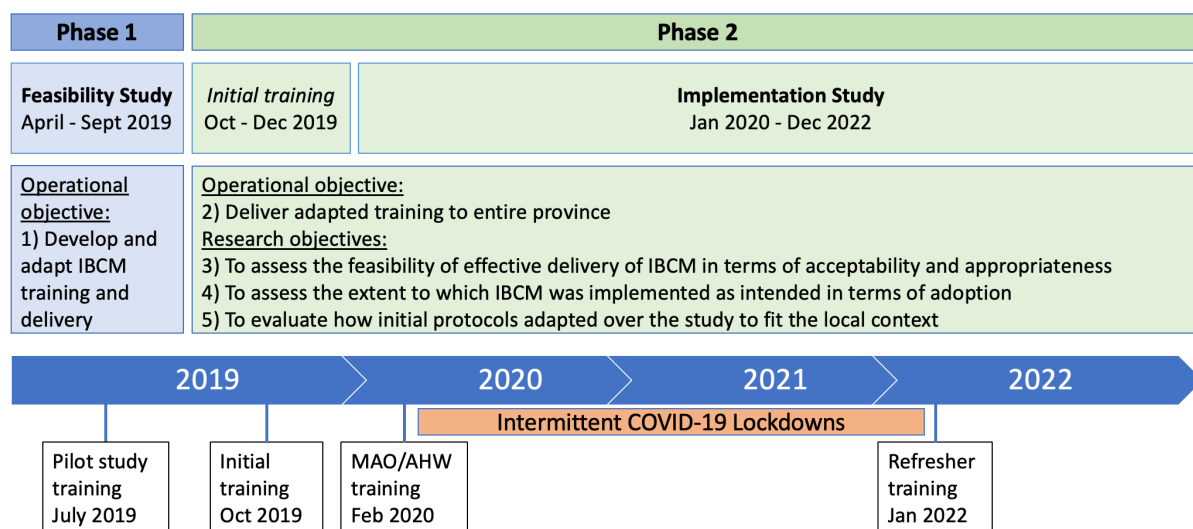 Phase 1
Phase 2
Feasibility Study
April - Sept 2019
Initial training
Oct - Dec 2019
Implementation Study
Jan 2020 - Dec 2022
Operational
objective:
1) Develop and
adapt IBCM
training and
delivery
Operational objective:
2) Deliver adapted training to entire province
Research objectives:
3) To assess the feasibility of effective delivery of IBCM in terms of acceptability and appropriateness
4) To assess the extent to which IBCM was implemented as intended in terms of adoption
5) To evaluate how initial protocols adapted over the study to fit the local context
2019
2020
2021
2022
Intermittent COVID-19 Lockdowns
Pilot study
training
July 2019
Initial
training
Oct 2019
MAO/AHW
training
Feb 2020
Refresher
training
Jan 2022